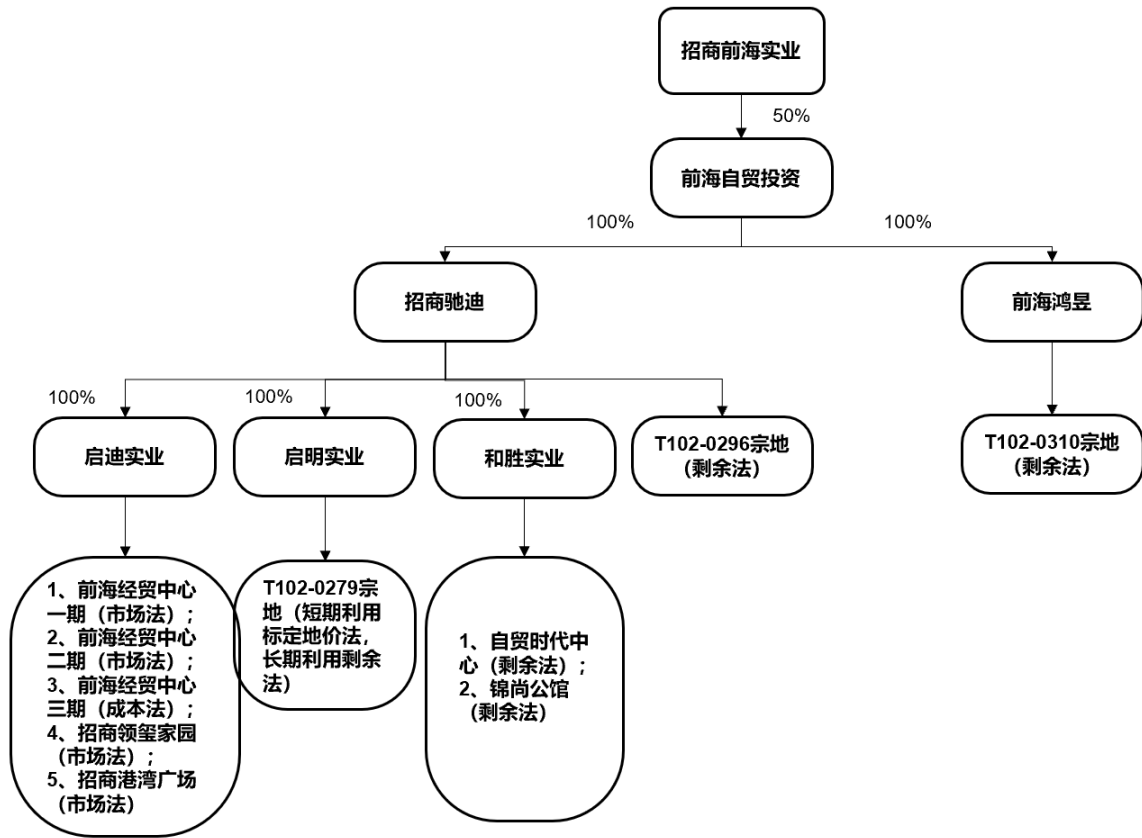 招商前海实业
50%
前海自贸投资
100%
100%
招商驰迪
前海鸿昱
100%
100%
100%
启迪实业
启明实业
和胜实业
T102-0296宗地
（剩余法）
T102-0310宗地
（剩余法）
1、前海经贸中心
一期（市场法）；
2、前海经贸中心
二期（市场法）；
3、前海经贸中心
三期（成本法）；
4、招商领玺家园
（市场法）；
5、招商港湾广场
（市场法）
T102-0279宗
地（短期利用
标定地价法，
长期利用剩余
法）
1、自贸时代中
心（剩余法）；
2、锦尚公馆
（剩余法）